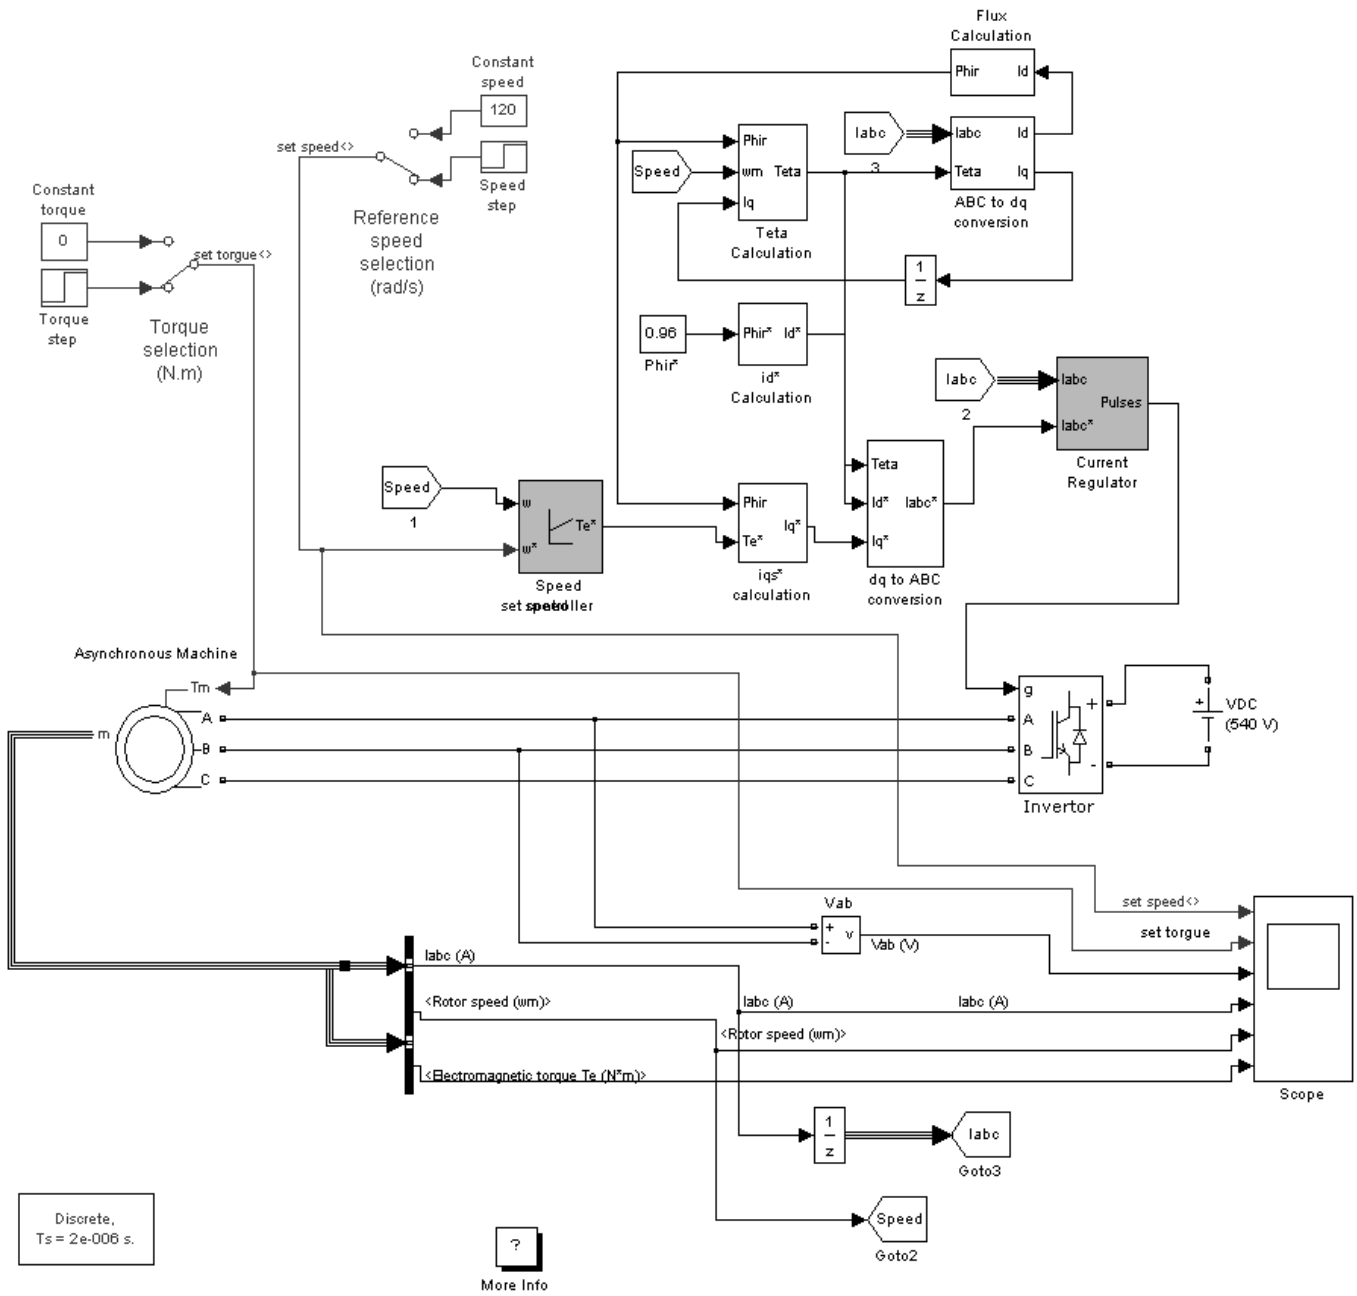 Flux
Calculation
Phir
Id
Constant
speed
120
set speed<>
Speed
step
Reference
speed
selection
(rad/s)
Constant
torque
0
set torgue<>
Torque
step
Torque
selection
(N.m)
Iabc
3
Iabc
Id
Teta
Iq
ABC to dq
conversion
Phir
Speed
wm
Teta
Iq
Teta
Calculation
1
z
0.96
Phir*
Phir*
Id*
id*
Calculation
Iabc
2
Iabc
Pulses
Iabc*
Current
Regulator
Speed
1
w
Te*
w*
Speed
set speed
controller
Phir
Iq*
Te*
iqs*
calculation
Teta
Id*
Iabc*
Iq*
dq to ABC
conversion
Asynchronous Machine
Tm
m
A
B
C
g
A
B
C
+
-
Invertor
+
VDC
(540 V)
Vab
+
-
v
Vab (V)
set speed<>
set torgue
Iabc (A)
<Rotor speed (wm)>
Iabc (A)
Iabc (A)
<Rotor speed (wm)>
<Electromagnetic torque Te (N*m)>
Scope
1
z
Iabc
Goto3
Speed
Goto2
Discrete,
Ts = 2e-006 s.
?
More Info